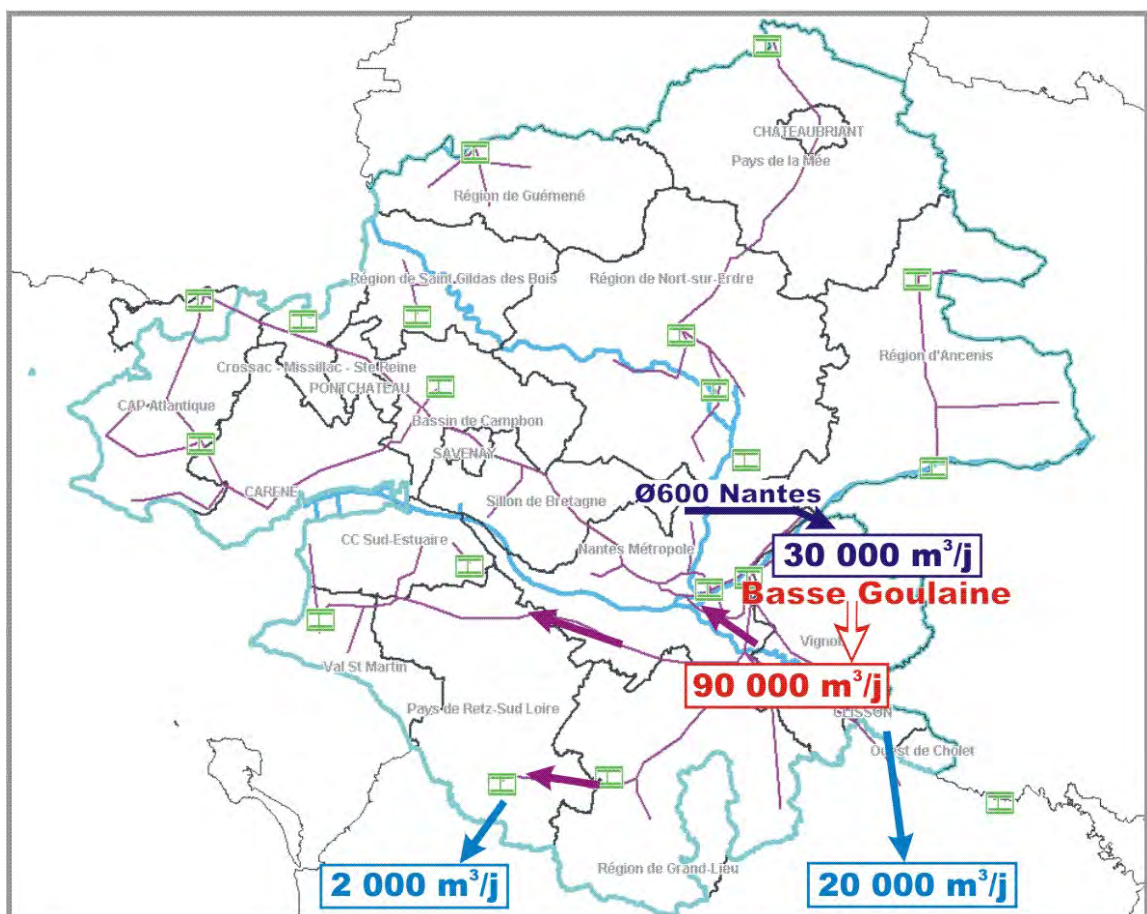 CHATEAUBRIANT
Pays de la Mée
Région de Guémené
Région de Saint Gildas des Bois
Région de Nort-sur-Erdre
Région d'Ancenis
Crossac - Missillac - Ste Reine
PONTCHATEAU
CAP Atlantique
Bassin de Campbon
SAVENAY
CARENE
Sillon de Bretagne
Ø600 Nantes
CC Sud-Estuaire
Nantes Métropole
30 000 m³/j
Basse Goulaine
Vignol
Val St Martin
90 000 m³/j
Pays de Retz-Sud Loire
CLISSON
Ouest de Cholet
Région de Grand-Lieu
2 000 m³/j
20 000 m³/j